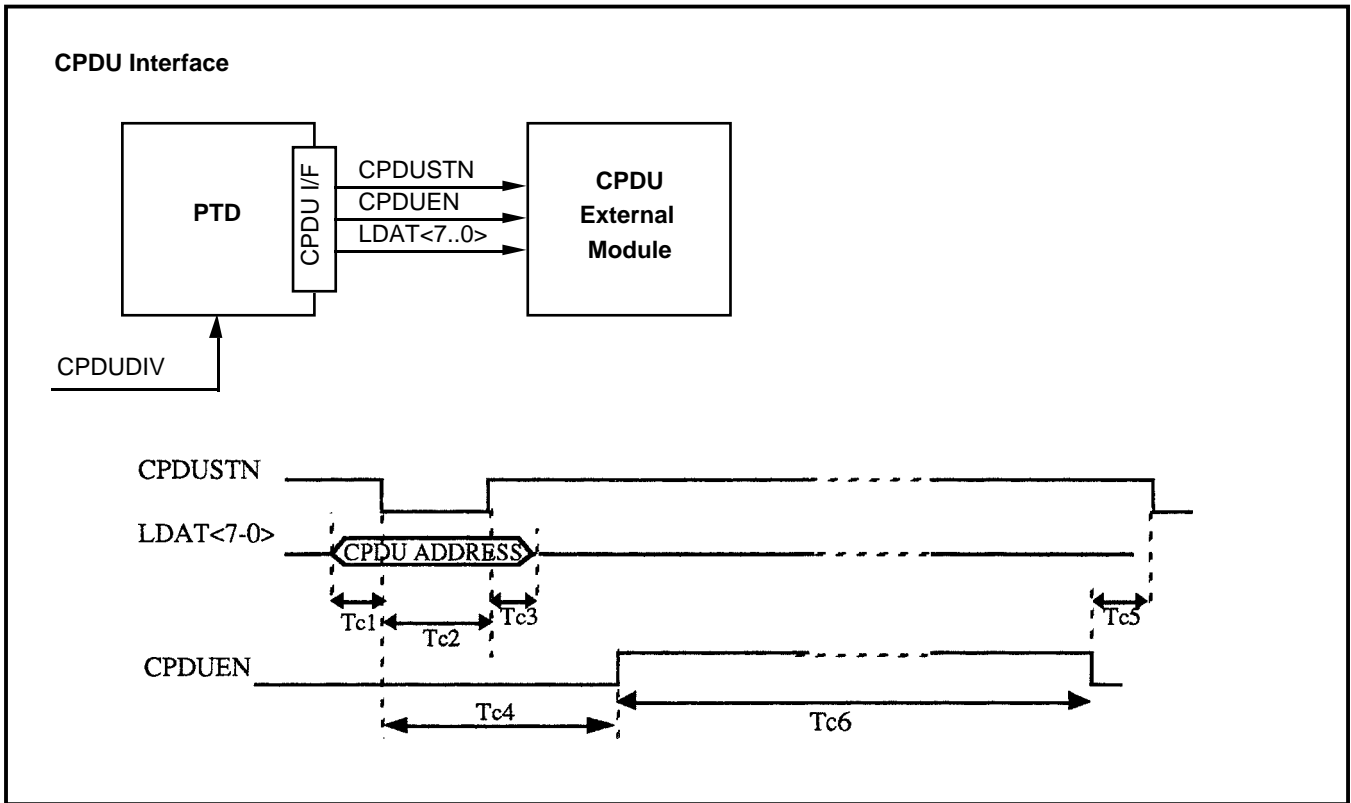 CPDU Interface
PTD
CPDU I/F
CPDUSTN
CPDUEN
LDAT<7..0>
CPDU
External
Module
CPDUDIV
CPDUSTN
LDAT<7-0>
CPDU ADDRESS
Tc1
Tc2
Tc3
Tc5
CPDUEN
Tc4
Tc6